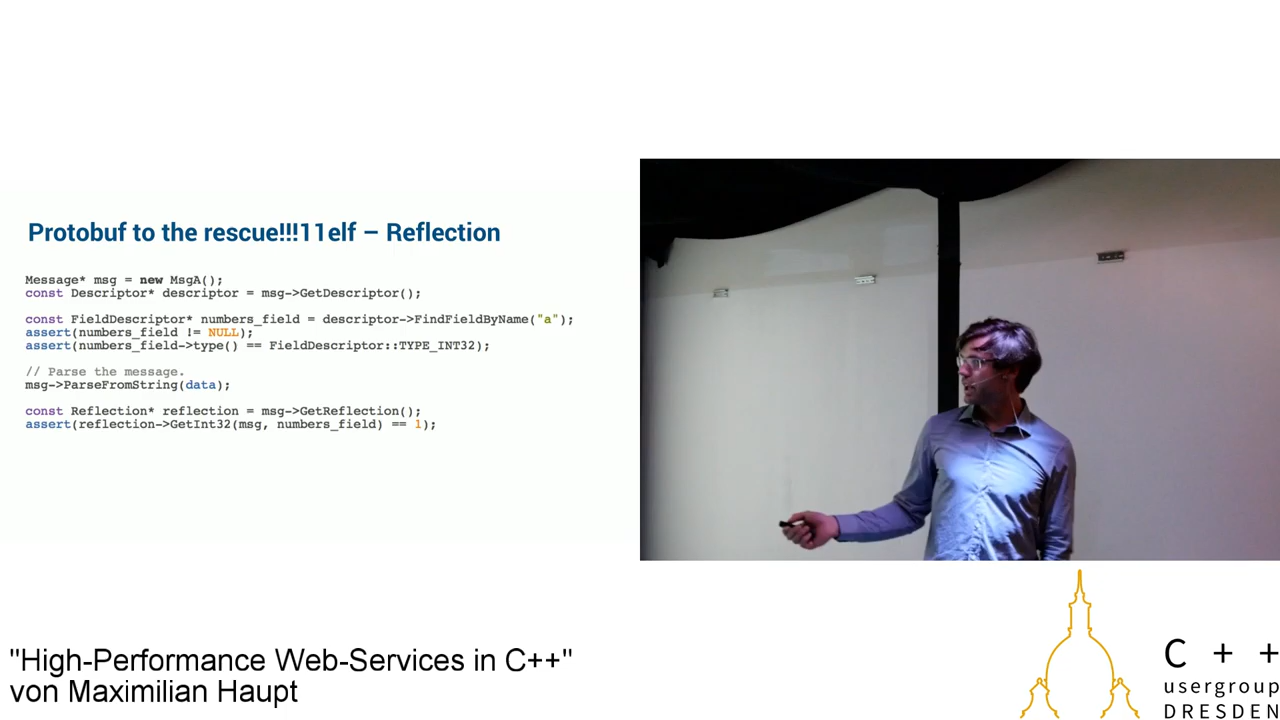 Protobuf to the rescue!!!11elf – Reflection
Message* msg = new MsgA();
const Descriptor* descriptor = msg->GetDescriptor();
const FieldDescriptor* numbers_field = descriptor->FindFieldByName("a");
assert(numbers_field != NULL);
assert(numbers_field->type() == FieldDescriptor::TYPE_INT32);
// Parse the message.
msg->ParseFromString(data);
const Reflection* reflection = msg->GetReflection();
assert(reflection->GetInt32(msg, numbers_field) == 1);
"High-Performance Web-Services in C++"
von Maximilian Haupt
C + +
usergroup
DRESDEN